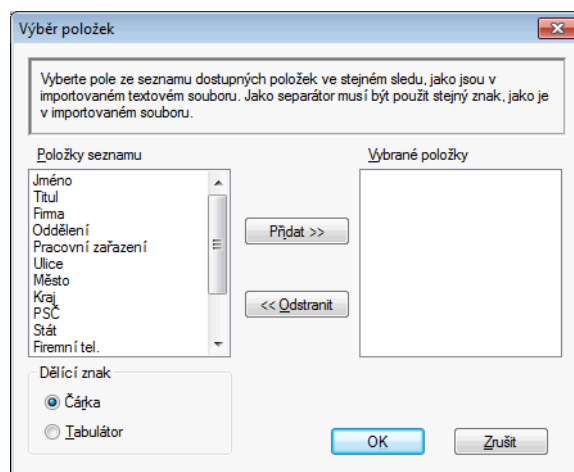 Výběr položek
Vyberte pole ze seznamu dostupných položek ve stejném sledu, jako jsou v
importovaném textovém souboru. Jako separátor musí být použit stejný znak, jako je
v importovaném souboru.
Položky seznamu
Vybrané položky
Jméno
Titul
Firma
Oddělení
Pracovní zařazení
Ulice
Město
Kraj
PSČ
Stát
Firemní tel.
Přidat >>
<< Odstranit
Dělící znak
Čárka
Tabulátor
OK
Zrušit